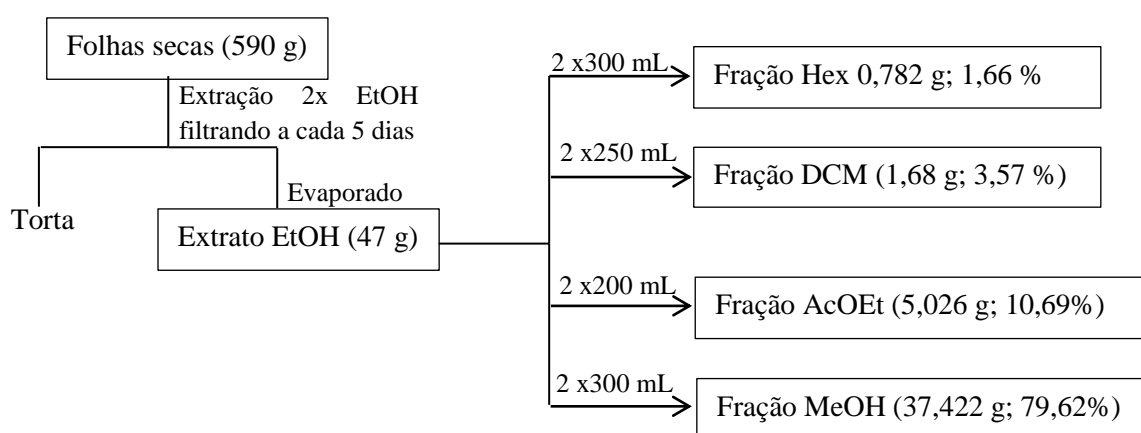 Folhas secas (590 g)
Extração 2x EtOH
filtrando a cada 5 dias
Torta
Evaporado
Extrato EtOH (47 g)
2 x300 mL
Fração Hex 0,782 g; 1,66 %
2 x250 mL
Fração DCM (1,68 g; 3,57 %)
2 x200 mL
Fração AcOEt (5,026 g; 10,69%)
2 x300 mL
Fração MeOH (37,422 g; 79,62%)